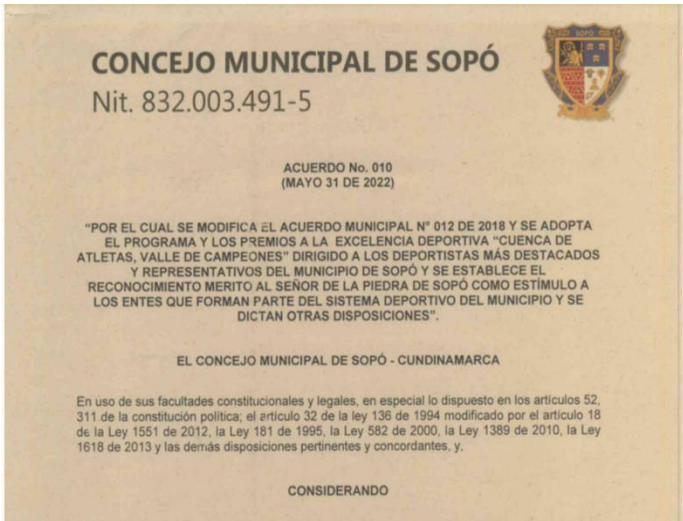 CONCEJO MUNICIPAL DE SOPÓ
Nit. 832.003.491-5
SOPÓ
ACUERDO No. 010
(MAYO 31 DE 2022)
"POR EL CUAL SE MODIFICA EL ACUERDO MUNICIPAL N° 012 DE 2018 Y SE ADOPTA
EL PROGRAMA Y LOS PREMIOS A LA EXCELENCIA DEPORTIVA "CUENCA DE
ATLETAS, VALLE DE CAMPEONES" DIRIGIDO A LOS DEPORTISTAS MÁS DESTACADOS
Y REPRESENTATIVOS DEL MUNICIPIO DE SOPÓ Y SE ESTABLECE EL
RECONOCIMIENTO MERITO AL SEÑOR DE LA PIEDRA DE SOPÓ COMO ESTÍMULO A
LOS ENTES QUE FORMAN PARTE DEL SISTEMA DEPORTIVO DEL MUNICIPIO Y SE
DICTAN OTRAS DISPOSICIONES".
EL CONCEJO MUNICIPAL DE SOPÓ - CUNDINAMARCA
En uso de sus facultades constitucionales y legales, en especial lo dispuesto en los artículos 52,
311 de la constitución política; el artículo 32 de la ley 136 de 1994 modificado por el artículo 18
de la Ley 1551 de 2012, la Ley 181 de 1995, la Ley 582 de 2000, la Ley 1389 de 2010, la Ley
1618 de 2013 y las demás disposiciones pertinentes y concordantes, y,
CONSIDERANDO